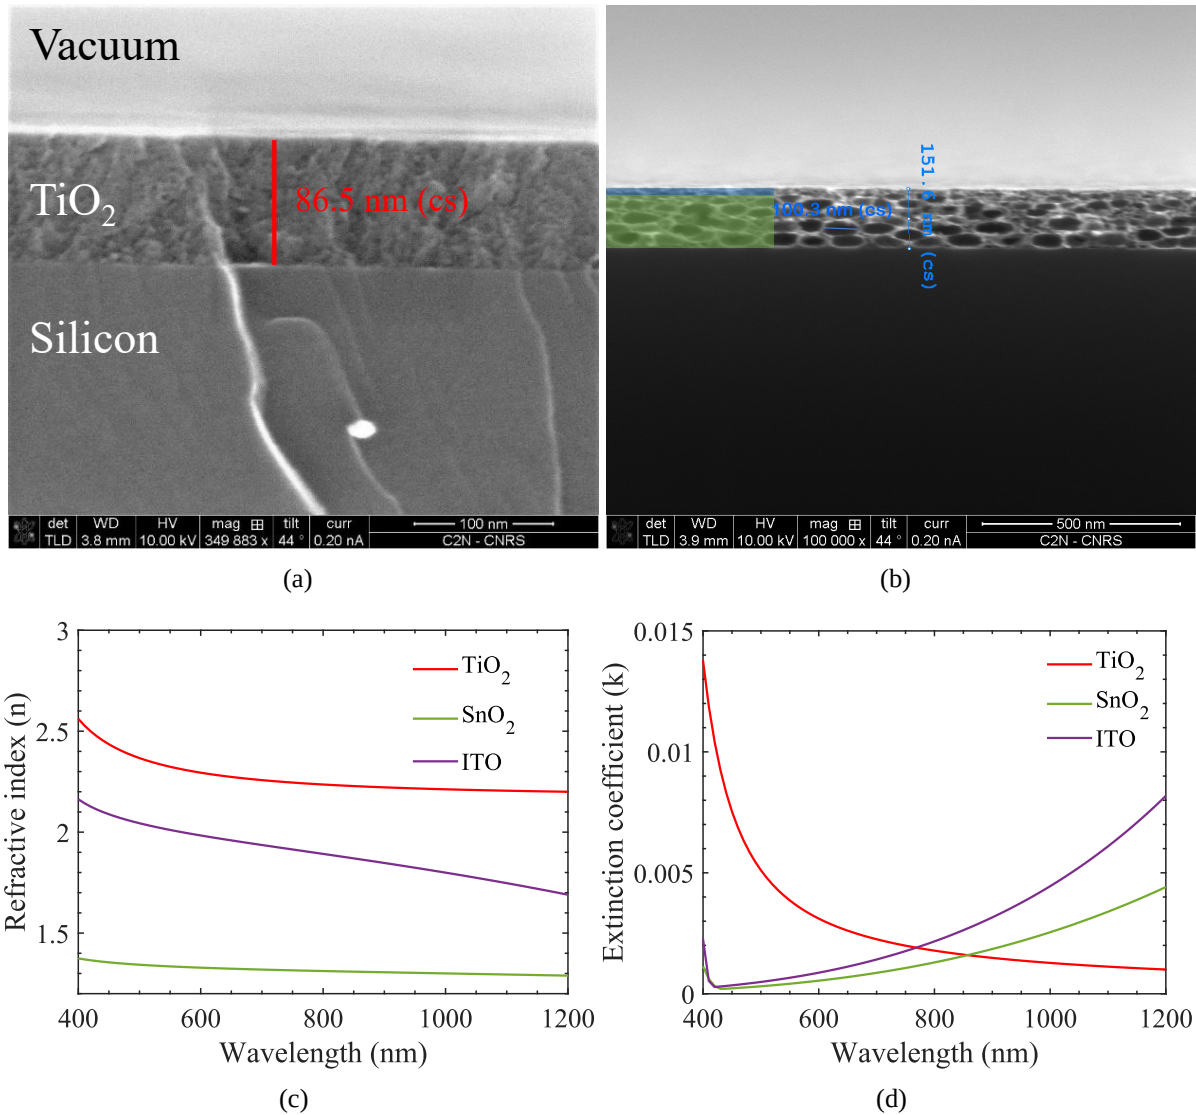 Vacuum
TiO2
86.5 nm (cs)
Silicon
det WD HV mag tilt curr 100 nm
TLD 3.8 mm 10.00 kV 349 883 x 44 ° 0.20 nA C2N - CNRS
(a)
151.6 nm (cs)
100.3 nm (cs)
det WD HV mag tilt curr 500 nm
TLD 3.9 mm 10.00 kV 100 000 x 44 ° 0.20 nA C2N - CNRS
(b)
3
2.5
2
1.5
Refractive index (n)
TiO2
SnO2
ITO
400 600 800 1000 1200
Wavelength (nm)
(c)
0.015
0.01
0.005
0
Extinction coefficient (k)
TiO2
SnO2
ITO
400 600 800 1000 1200
Wavelength (nm)
(d)